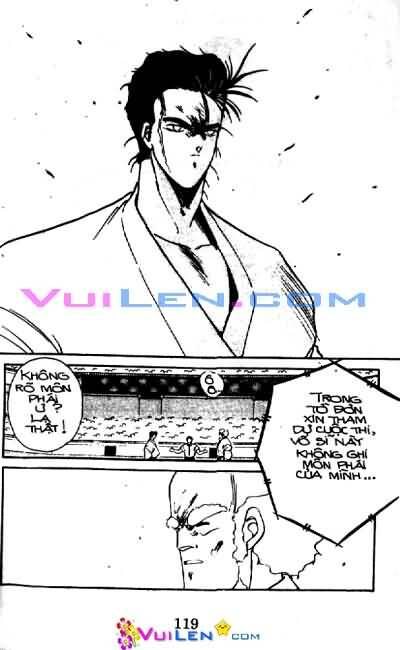 VuiLen.com
KHÔNG
RÕ MÔN
PHÁI
Ư ?
LẠ
THẬT !
Ồ
Ồ
TRONG
TỜ ĐƠN
XIN THAM
DỰ CUỘC THI,
VÕ SĨ NÀY
KHÔNG GHI
MÔN PHÁI
CỦA MÌNH...
119
VuiLen.com